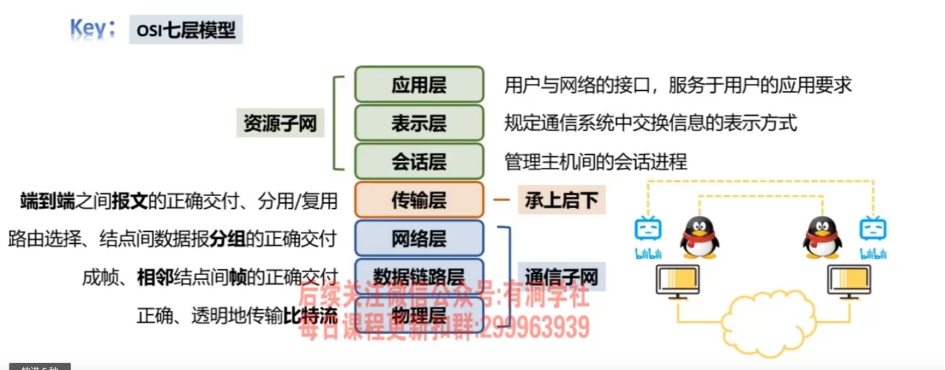 Key： OSI七层模型
应用层 用户与网络的接口，服务于用户的应用要求
资源子网 表示层 规定通信系统中交换信息的表示方式
会话层 管理主机间的会话进程
端到端之间报文的正确交付、分用/复用 传输层 承上启下
路由选择、结点间数据报分组的正确交付 网络层
成帧、相邻结点间帧的正确交付 数据链路层 通信子网
正确、透明地传输比特流 物理层
bilibili
bilibili
后续关注微信公众号:有涧学社
每日课程更新扣群:299963939